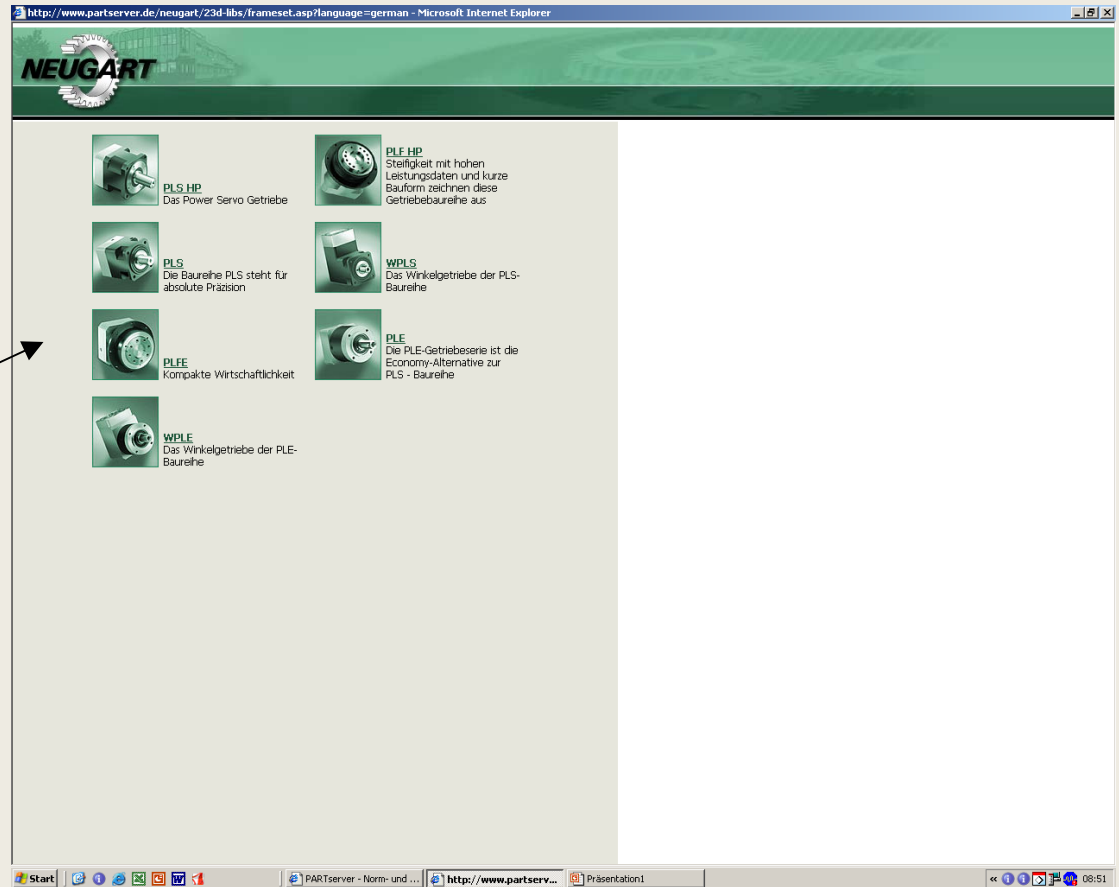 http://www.partserver.de/neugart/23d-libs/frameset.asp?language=german - Microsoft Internet Explorer
NEUGART
PLS HP
Das Power Servo Getriebe
PLF HP
Steifigkeit mit hohen
Leistungsdaten und kurze
Bauform zeichnen diese
Getriebebaureihe aus
PLS
Die Baureihe PLS steht für
absolute Präzision
WPLS
Das Winkelgetriebe der PLS-
Baureihe
PLFE
Kompakte Wirtschaftlichkeit
PLE
Die PLE-Getriebeserie ist die
Economy-Alternative zur
PLS - Baureihe
WPLE
Das Winkelgetriebe der PLE-
Baureihe
Start PARTserver - Norm- und ... http://www.partserv... Präsentation1 « 08:51